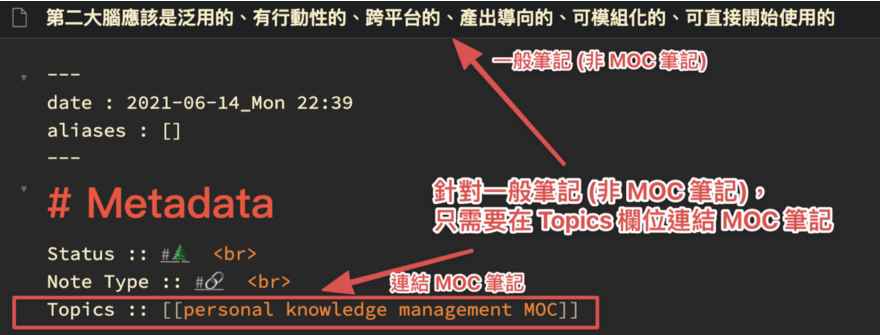 第二大腦應該是泛用的、有行動性的、跨平台的、產出導向的、可模組化的、可直接開始使用的
一般筆記 (非 MOC 筆記)
---
date : 2021-06-14_Mon 22:39
aliases : []
---
# Metadata
針對一般筆記 (非 MOC 筆記)，
只需要在 Topics 欄位連結 MOC 筆記
Status :: #🌲 <br>
Note Type :: #🔗 <br>
連結 MOC 筆記
Topics :: [[personal knowledge management MOC]]